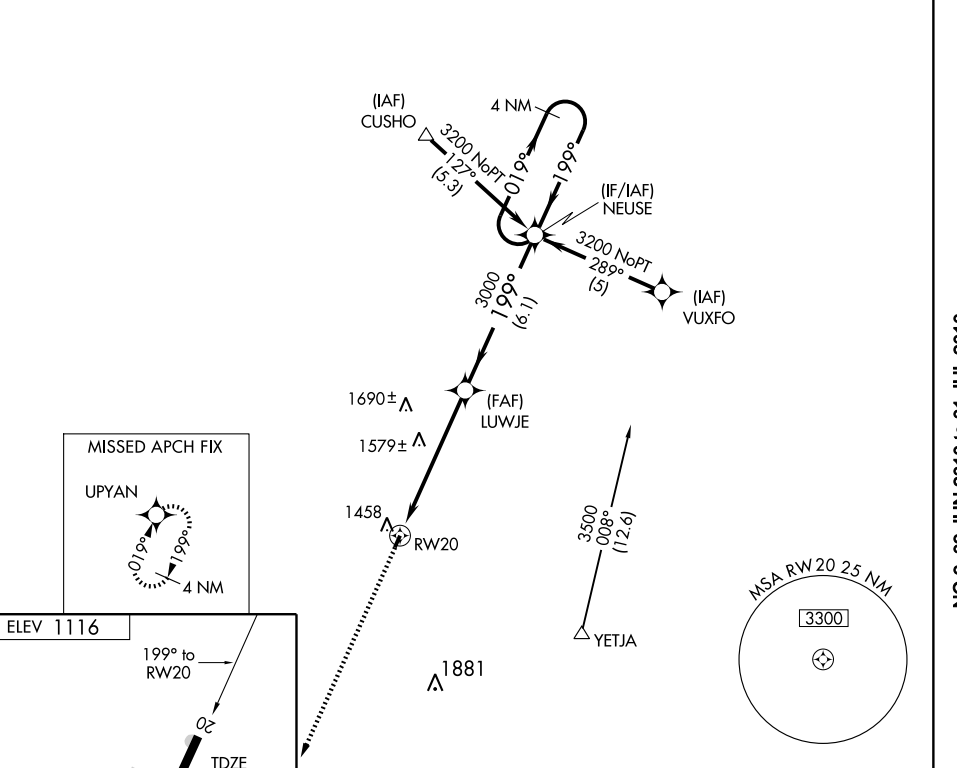 (IAF)
CUSHO
3200 NoPT
127°
(5.3)
4 NM
019°
199°
(IF/IAF)
NEUSE
3200 NoPT
289°
(5)
(IAF)
VUXFO
3000
199°
(6.1)
(FAF)
LUWJE
1690±
1579±
1458
RW20
MISSED APCH FIX
UPYAN
019°
199°
4 NM
3500
008°
(12.6)
YETJA
1881
MSA RW20 25 NM
3300
ELEV 1116
199° to
RW20
20
TDZE